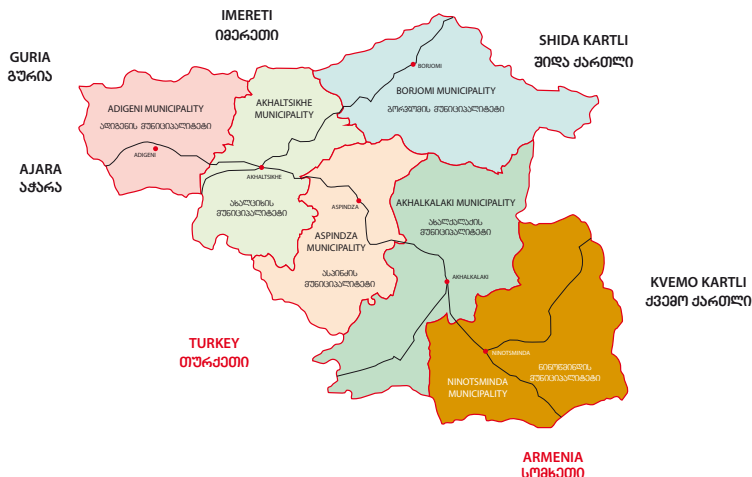 IMERETI
ᲘᲛᲔᲠᲔᲗᲘ
GURIA
ᲒᲣᲠᲘᲐ
SHIDA KARTLI
ᲨᲘᲓᲐ ᲥᲐᲠᲗᲚᲘ
BORJOMI
BORJOMI MUNICIPALITY
ᲑᲝᲠᲯᲝᲛᲘᲡ ᲛᲣᲜᲘᲪᲘᲞᲐᲚᲘᲢᲔᲢᲘ
ADIGENI MUNICIPALITY
ᲐᲓᲘᲒᲔᲜᲘᲡ ᲛᲣᲜᲘᲪᲘᲞᲐᲚᲘᲢᲔᲢᲘ
ADIGENI
AKHALTSIKHE
MUNICIPALITY
AKHALTSIKHE
ᲐᲮᲐᲚᲪᲘᲮᲘᲡ
ᲛᲣᲜᲘᲪᲘᲞᲐᲚᲘᲢᲔᲢᲘ
AJARA
ᲐᲭᲐᲠᲐ
ASPINDZA
ASPINDZA
MUNICIPALITY
ᲐᲡᲞᲘᲜᲫᲘᲡ
ᲛᲣᲜᲘᲪᲘᲞᲐᲚᲘᲢᲔᲢᲘ
AKHALKALAKI MUNICIPALITY
ᲐᲮᲐᲚᲥᲐᲚᲐᲥᲘᲡ
ᲛᲣᲜᲘᲪᲘᲞᲐᲚᲘᲢᲔᲢᲘ
AKHALKALAKI
KVEMO KARTLI
ᲥᲕᲔᲛᲝ ᲥᲐᲠᲗᲚᲘ
TURKEY
ᲗᲣᲠᲥᲔᲗᲘ
NINOTSMINDA
ᲜᲘᲜᲝᲬᲛᲘᲜᲓᲘᲡ
ᲛᲣᲜᲘᲪᲘᲞᲐᲚᲘᲢᲔᲢᲘ
NINOTSMINDA
MUNICIPALITY
ARMENIA
ᲡᲝᲛᲮᲔᲗᲘ